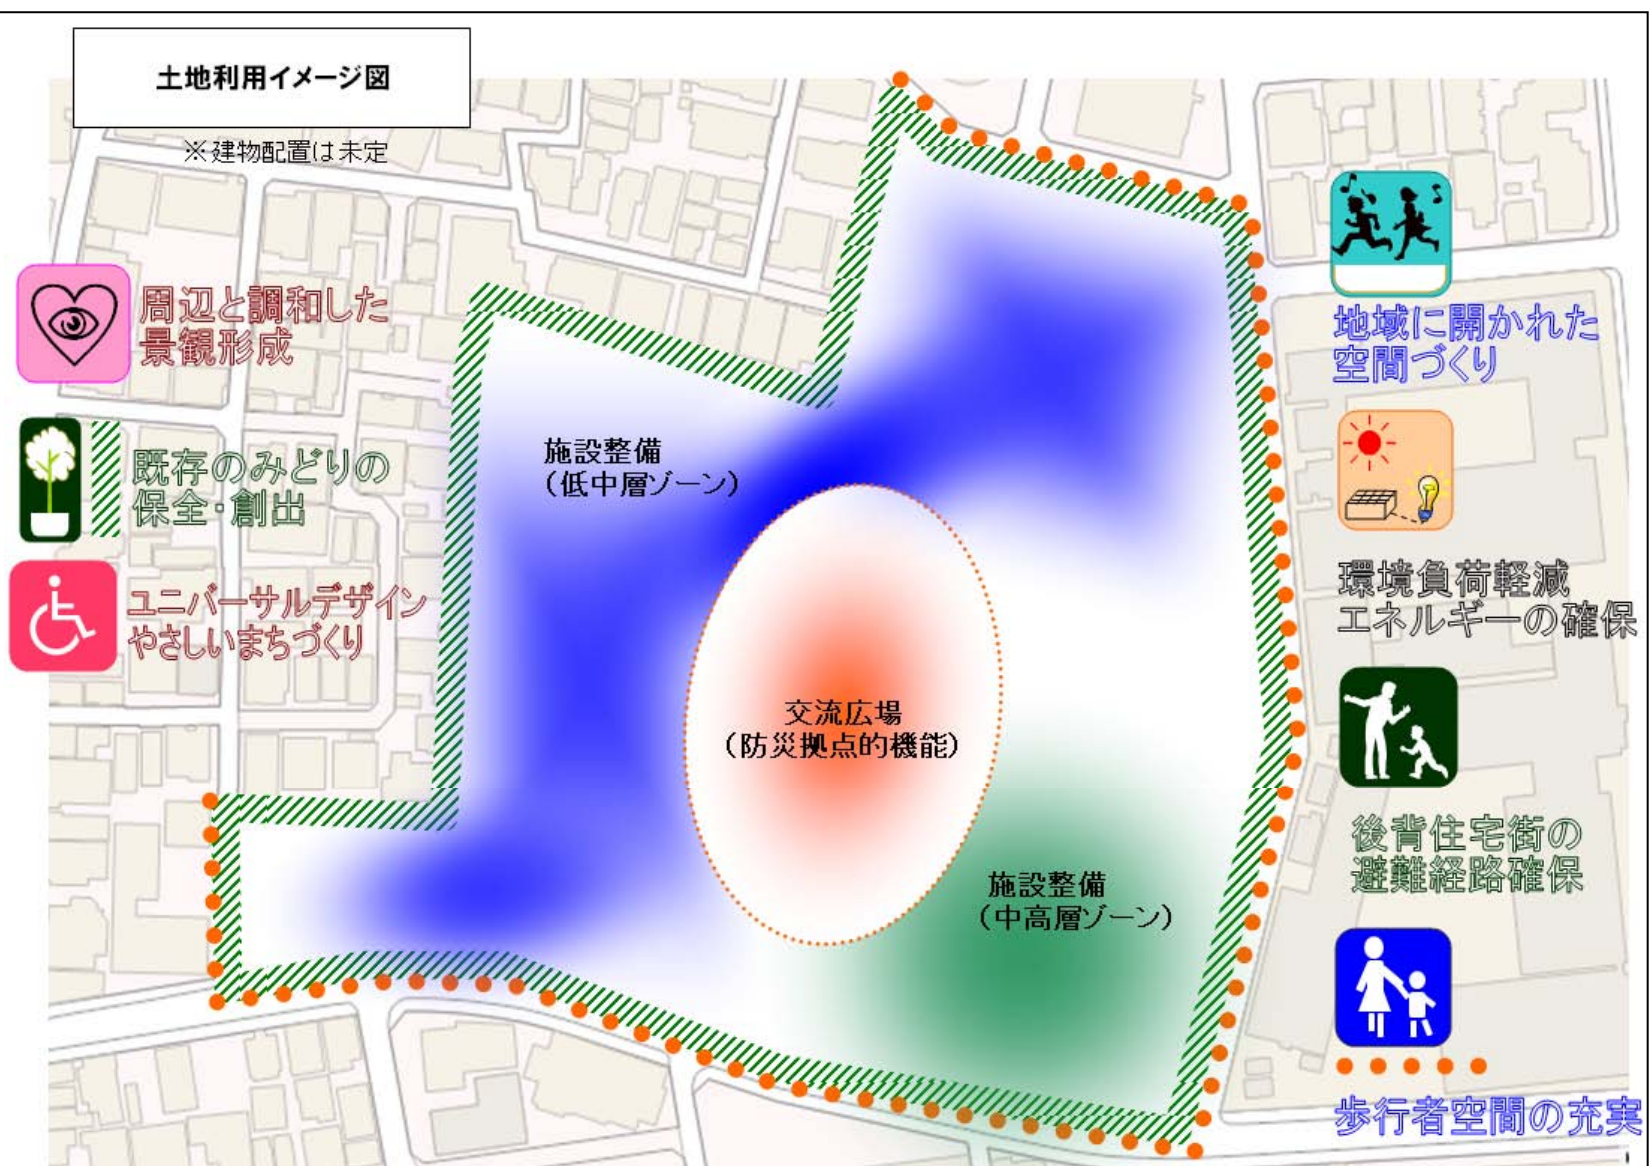 土地利用イメージ図
※建物配置は未定
周辺と調和した
景観形成
既存のみどりの
保全・創出
ユニバーサルデザイン
やさしいまちづくり
施設整備
（低中層ゾーン）
交流広場
（防災拠点的機能）
施設整備
（中高層ゾーン）
地域に開かれた
空間づくり
環境負荷軽減
エネルギーの確保
後背住宅街の
避難経路確保
歩行者空間の充実